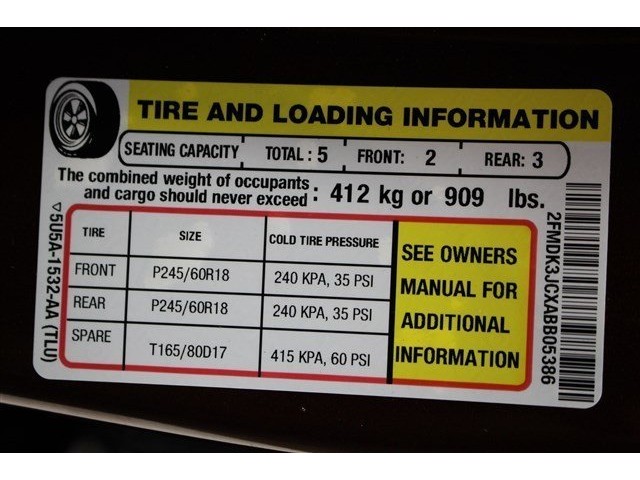 TIRE AND LOADING INFORMATION
SEATING CAPACITY TOTAL: 5 FRONT: 2 REAR: 3
The combined weight of occupants
and cargo should never exceed : 412 kg or 909 lbs.
TIRE SIZE COLD TIRE PRESSURE
FRONT P245/60R18 240 KPA, 35 PSI
REAR P245/60R18 240 KPA, 35 PSI
SPARE T165/80D17 415 KPA, 60 PSI
SEE OWNERS
MANUAL FOR
ADDITIONAL
INFORMATION
▽5U5A-1532-AA (TLU)
2FMDK3JCXABB05386